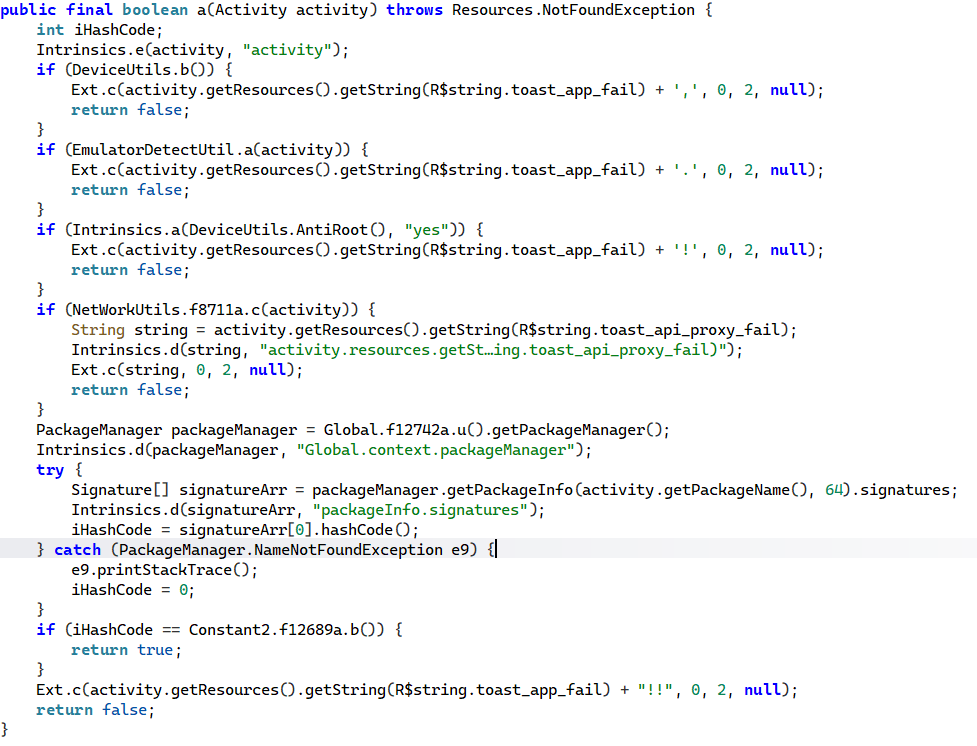 public final boolean a(Activity activity) throws Resources.NotFoundException {
    int iHashCode;
    Intrinsics.e(activity, "activity");
    if (DeviceUtils.b()) {
        Ext.c(activity.getResources().getString(R$string.toast_app_fail) + ',', 0, 2, null);
        return false;
    }
    if (EmulatorDetectUtil.a(activity)) {
        Ext.c(activity.getResources().getString(R$string.toast_app_fail) + '.', 0, 2, null);
        return false;
    }
    if (Intrinsics.a(DeviceUtils.AntiRoot(), "yes")) {
        Ext.c(activity.getResources().getString(R$string.toast_app_fail) + '!', 0, 2, null);
        return false;
    }
    if (NetWorkUtils.f8711a.c(activity)) {
        String string = activity.getResources().getString(R$string.toast_api_proxy_fail);
        Intrinsics.d(string, "activity.resources.getSt…ing.toast_api_proxy_fail)");
        Ext.c(string, 0, 2, null);
        return false;
    }
    PackageManager packageManager = Global.f12742a.u().getPackageManager();
    Intrinsics.d(packageManager, "Global.context.packageManager");
    try {
        Signature[] signatureArr = packageManager.getPackageInfo(activity.getPackageName(), 64).signatures;
        Intrinsics.d(signatureArr, "packageInfo.signatures");
        iHashCode = signatureArr[0].hashCode();
    } catch (PackageManager.NameNotFoundException e9) {
        e9.printStackTrace();
        iHashCode = 0;
    }
    if (iHashCode == Constant2.f12689a.b()) {
        return true;
    }
    Ext.c(activity.getResources().getString(R$string.toast_app_fail) + "!!", 0, 2, null);
    return false;
}